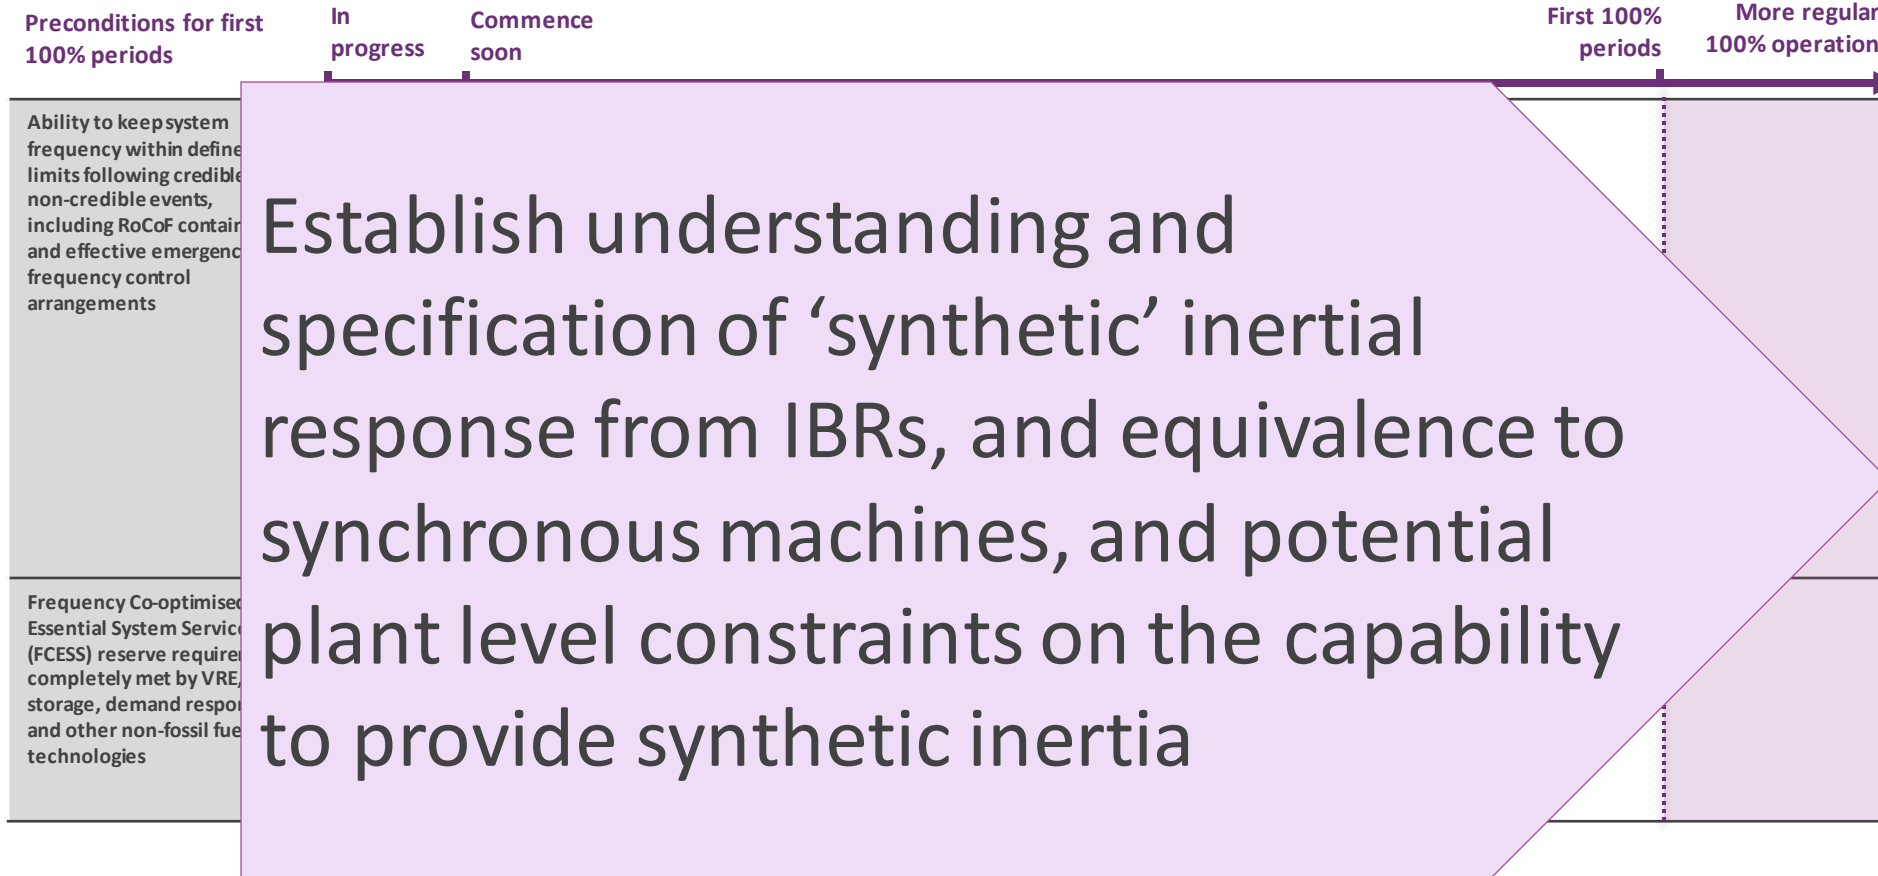 Preconditions for first
100% periods
In
progress
Commence
soon
First 100%
periods
More regular
100% operation
Ability to keep system
frequency within define
limits following credible
non-credible events,
including RoCoF contai
and effective emergenc
frequency control
arrangements
Establish understanding and
specification of ‘synthetic’ inertial
response from IBRs, and equivalence to
synchronous machines, and potential
plant level constraints on the capability
to provide synthetic inertia
Frequency Co-optimised
Essential System Servic
(FCESS) reserve require
completely met by VRE,
storage, demand respo
and other non-fossil fue
technologies